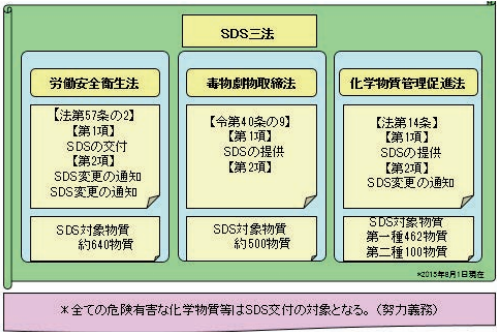 SDS三法
労働安全衛生法
【法第57条の2】
【第1項】
SDSの交付
【第2項】
SDS変更の通知
SDS変更の通知
SDS対象物質
約640物質
毒物劇物取締法
【令第40条の9】
【第1項】
SDSの提供
【第2項】
SDS対象物質
約500物質
化学物質管理促進法
【法第14条】
【第1項】
SDSの提供
【第2項】
SDS変更の通知
SDS対象物質
第一種462物質
第二種100物質
*2015年8月1日現在
*全ての危険有害な化学物質等はSDS交付の対象となる。(努力義務)